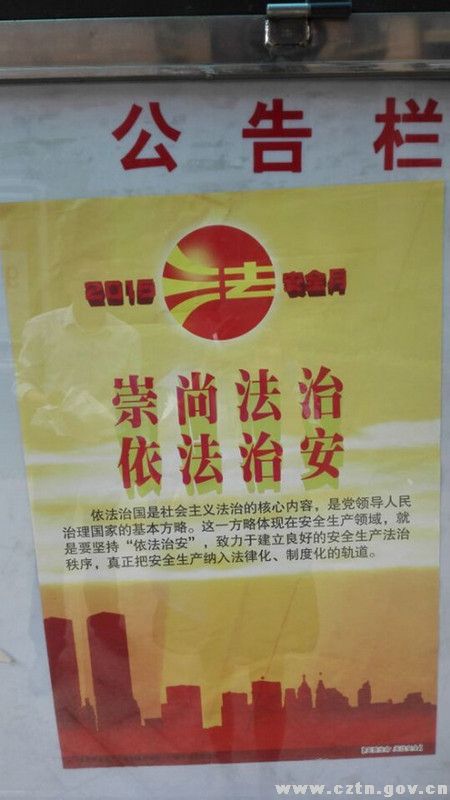 公告栏
2015 法 安全月
崇尚法治
依法治安
依法治国是社会主义法治的核心内容，是党领导人民
治理国家的基本方略。这一方略体现在安全生产领域，就
是要坚持“依法治安”，致力于建立良好的安全生产法治
秩序，真正把安全生产纳入法律化、制度化的轨道。
www.cztn.gov.cn